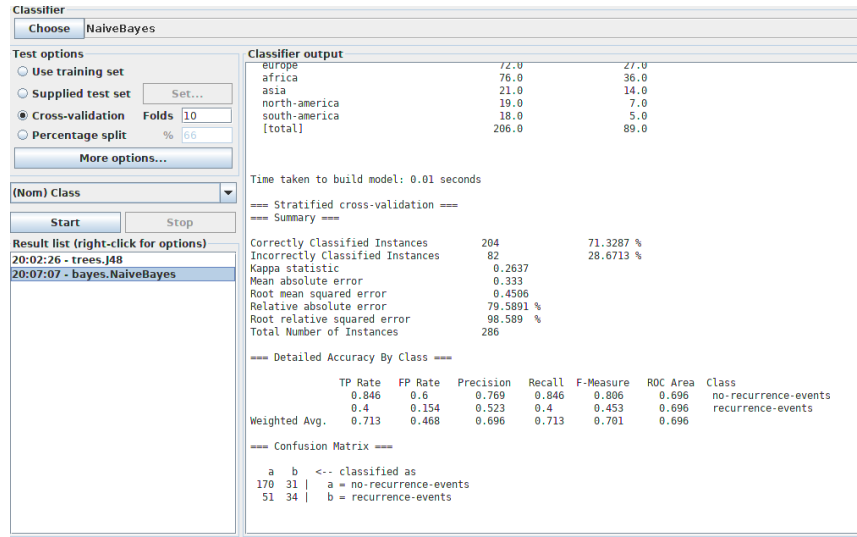 Classifier
Choose NaiveBayes
Test options
Use training set
Supplied test set Set...
Cross-validation Folds 10
Percentage split % 66
More options...
(Nom) Class
Start Stop
Result list (right-click for options)
20:02:26 - trees.J48
20:07:07 - bayes.NaiveBayes
Classifier output
europe 72.0 27.0
africa 76.0 36.0
asia 21.0 14.0
north-america 19.0 7.0
south-america 18.0 5.0
[total] 206.0 89.0
Time taken to build model: 0.01 seconds
=== Stratified cross-validation ===
=== Summary ===
Correctly Classified Instances 204 71.3287 %
Incorrectly Classified Instances 82 28.6713 %
Kappa statistic 0.2637
Mean absolute error 0.333
Root mean squared error 0.4506
Relative absolute error 79.5891 %
Root relative squared error 98.589 %
Total Number of Instances 286
=== Detailed Accuracy By Class ===
TP Rate FP Rate Precision Recall F-Measure ROC Area Class
0.846 0.6 0.769 0.846 0.806 0.696 no-recurrence-events
0.4 0.154 0.523 0.4 0.453 0.696 recurrence-events
Weighted Avg. 0.713 0.468 0.696 0.713 0.701 0.696
=== Confusion Matrix ===
a b <-- classified as
170 31 | a = no-recurrence-events
51 34 | b = recurrence-events